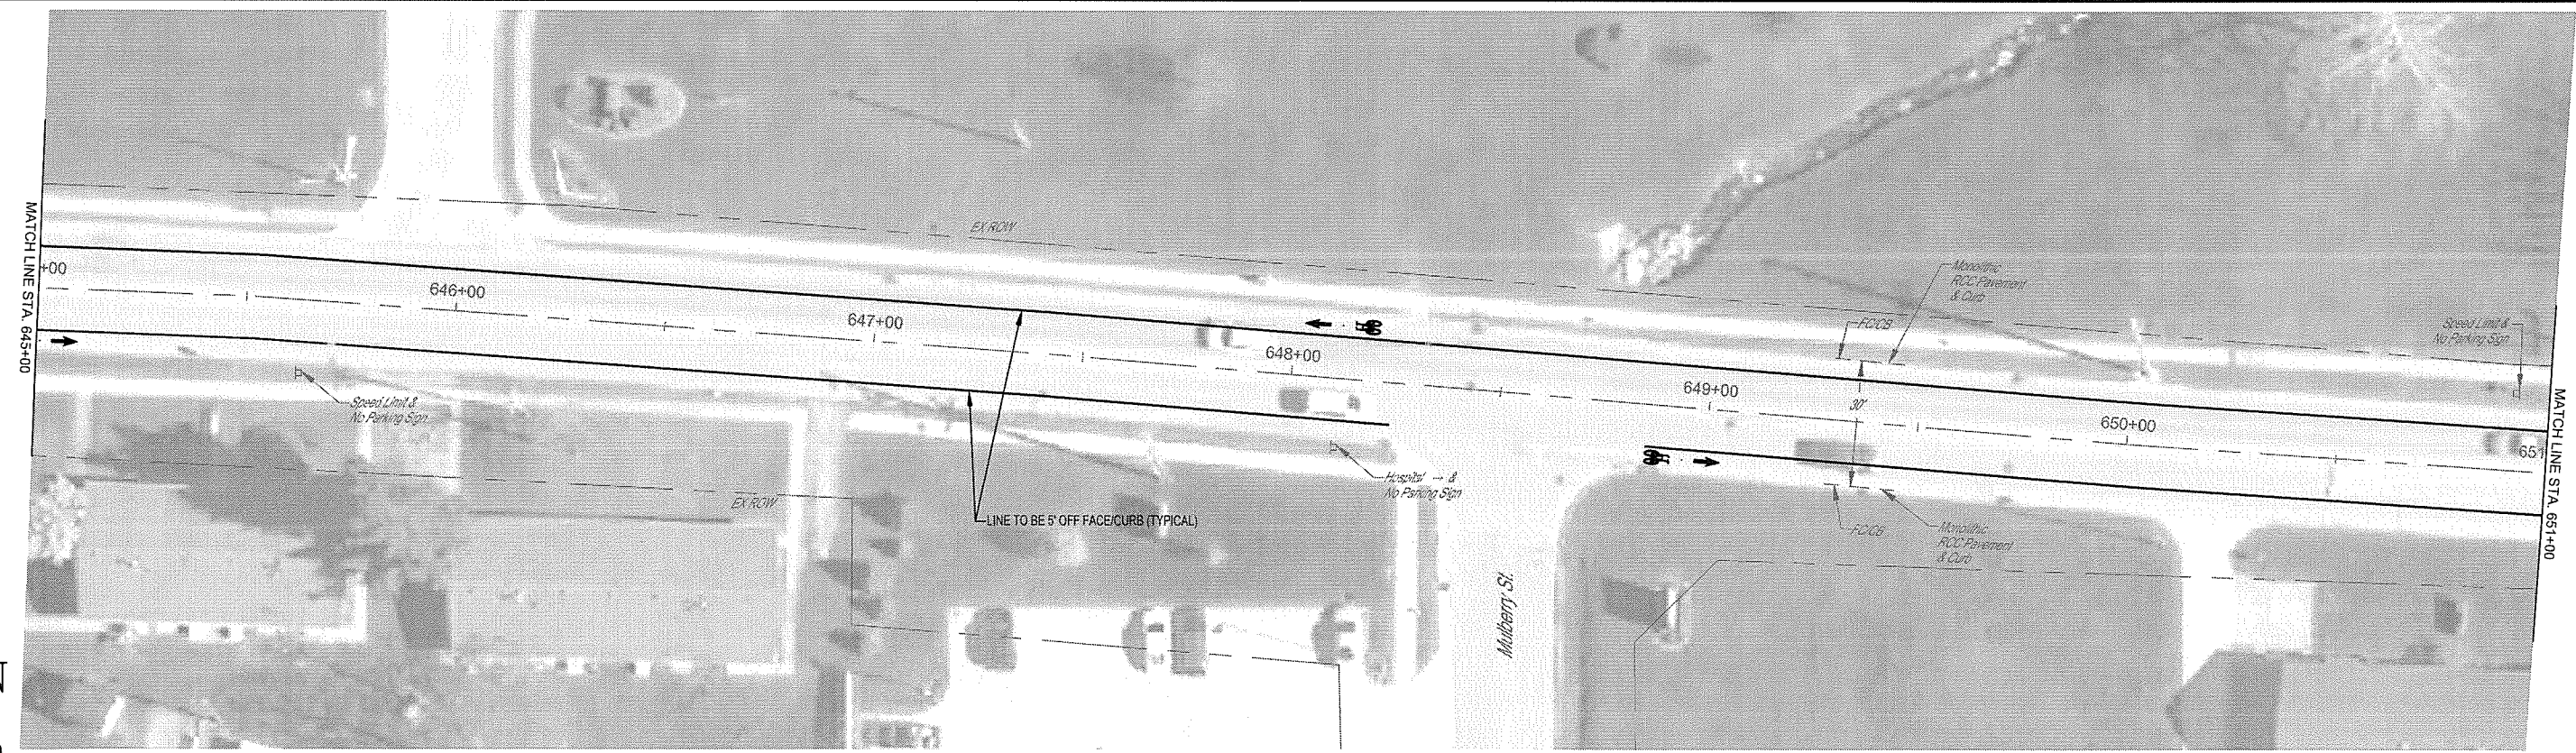 MATCH LINE STA. 645+00
+00
646+00
647+00
648+00
649+00
650+00
651
MATCH LINE STA. 651+00
EX ROW
EX ROW
Speed Limit &
No Parking Sign
LINE TO BE 5' OFF FACE/CURB (TYPICAL)
Hospital → &
No Parking Sign
Mulberry St.
Monolithic
RCC Pavement
& Curb
FC/CB
30'
FC/CB
Monolithic
RCC Pavement
& Curb
Speed Limit &
No Parking Sign
N